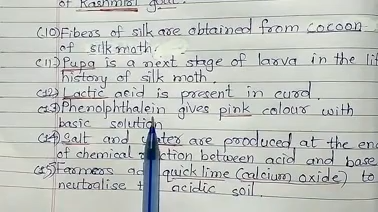 of Kashmiri goat.
(10) Fibers of silk are obtained from cocoon
of silk moth.
(11) Pupa is a next stage of larva in the
history of silk moth.
(12) Lactic acid is present in curd.
(13) Phenolphthalein gives pink colour with
basic solution
(14) Salt and water are produced at the
of chemical between acid and base
(15) Farmers quick lime (calcium oxide) to
neutralise acidic soil.